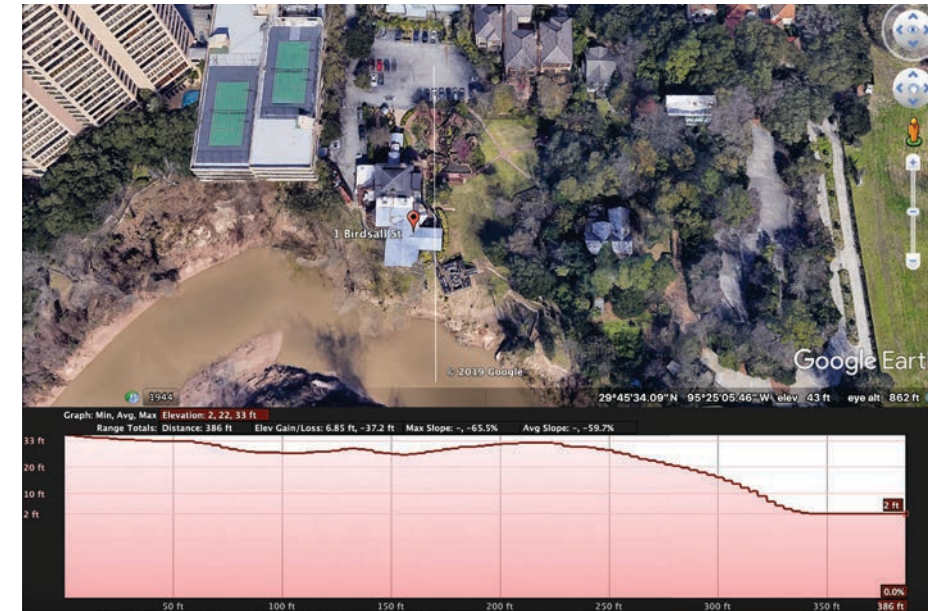 1 Birdsall St
© 2019 Google
Google Eart
1944
29°45'34.09"N 95°25'05.46"W elev 43 ft eye alt 862 ft
Graph: Min, Avg, Max Elevation: 2, 22, 33 ft
Range Totals: Distance: 386 ft Elev Gain/Loss: 6.85 ft, -37.2 ft Max Slope: -, -65.5% Avg Slope: -, -59.7%
33 ft
20 ft
10 ft
2 ft
2 ft
0.0%
50 ft 100 ft 150 ft 200 ft 250 ft 300 ft 350 ft 386 ft